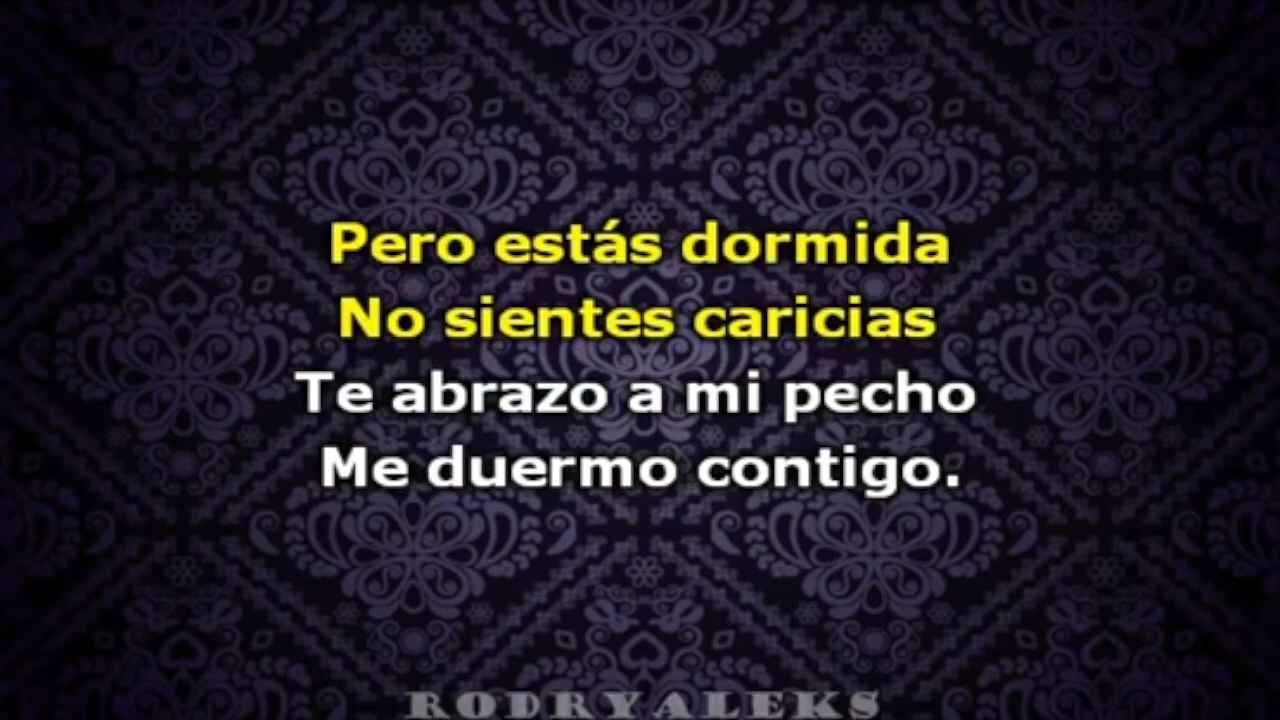 Pero estás dormida
No sientes caricias
Te abrazo a mi pecho
Me duermo contigo.
RODRYALEKS